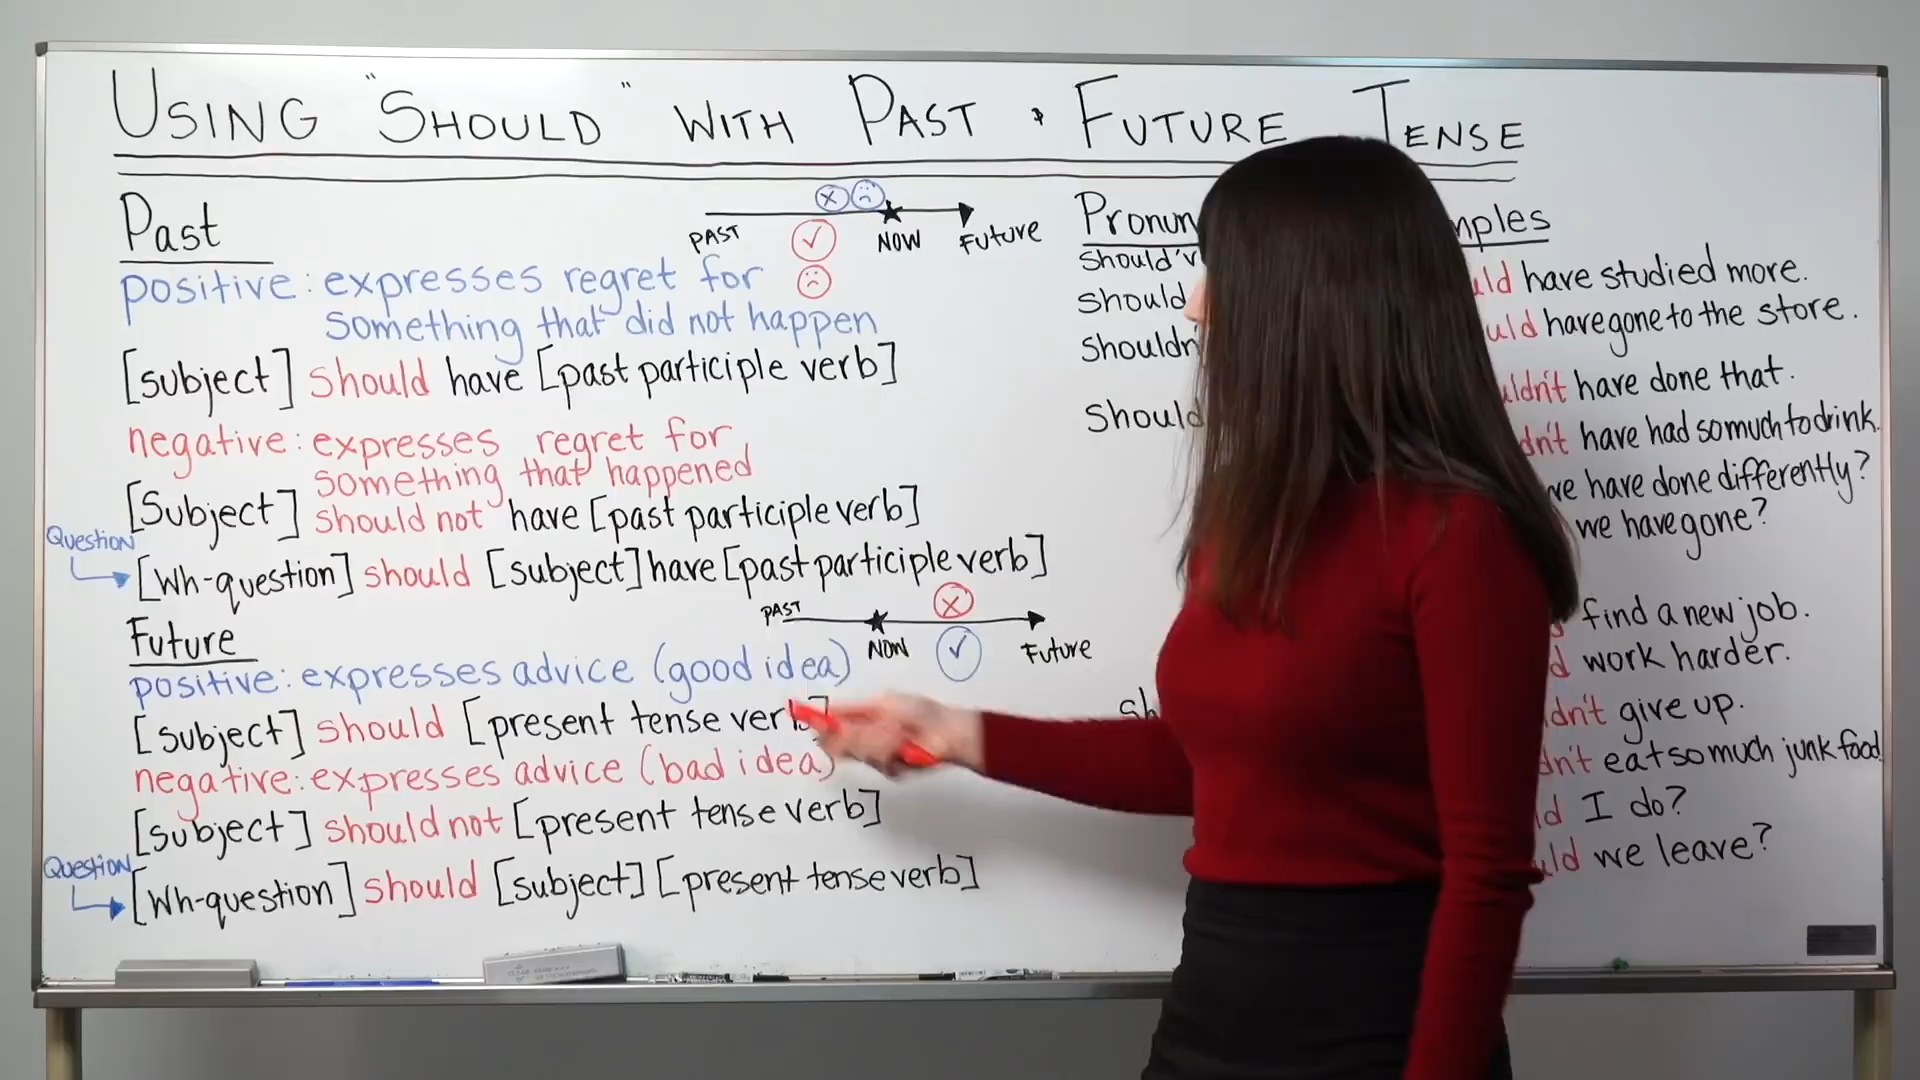 USING "SHOULD" WITH PAST & FUTURE TENSE
Past
PAST NOW FUTURE
positive: expresses regret for
something that did not happen
[subject] should have [past participle verb]
negative: expresses regret for
something that happened
[Subject] should not have [past participle verb]
Question
[Wh-question] should [subject] have [past participle verb]
PAST NOW FUTURE
Future
positive: expresses advice (good idea)
[subject] should [present tense verb]
negative: expresses advice (bad idea)
[subject] should not [present tense verb]
Question
[Wh-question] should [subject] [present tense verb]
have studied more.
have gone to the store.
have done that.
have had so much to drink.
have done differently?
we have gone?
find a new job.
work harder.
give up.
eat so much junk food
I do?
we leave?